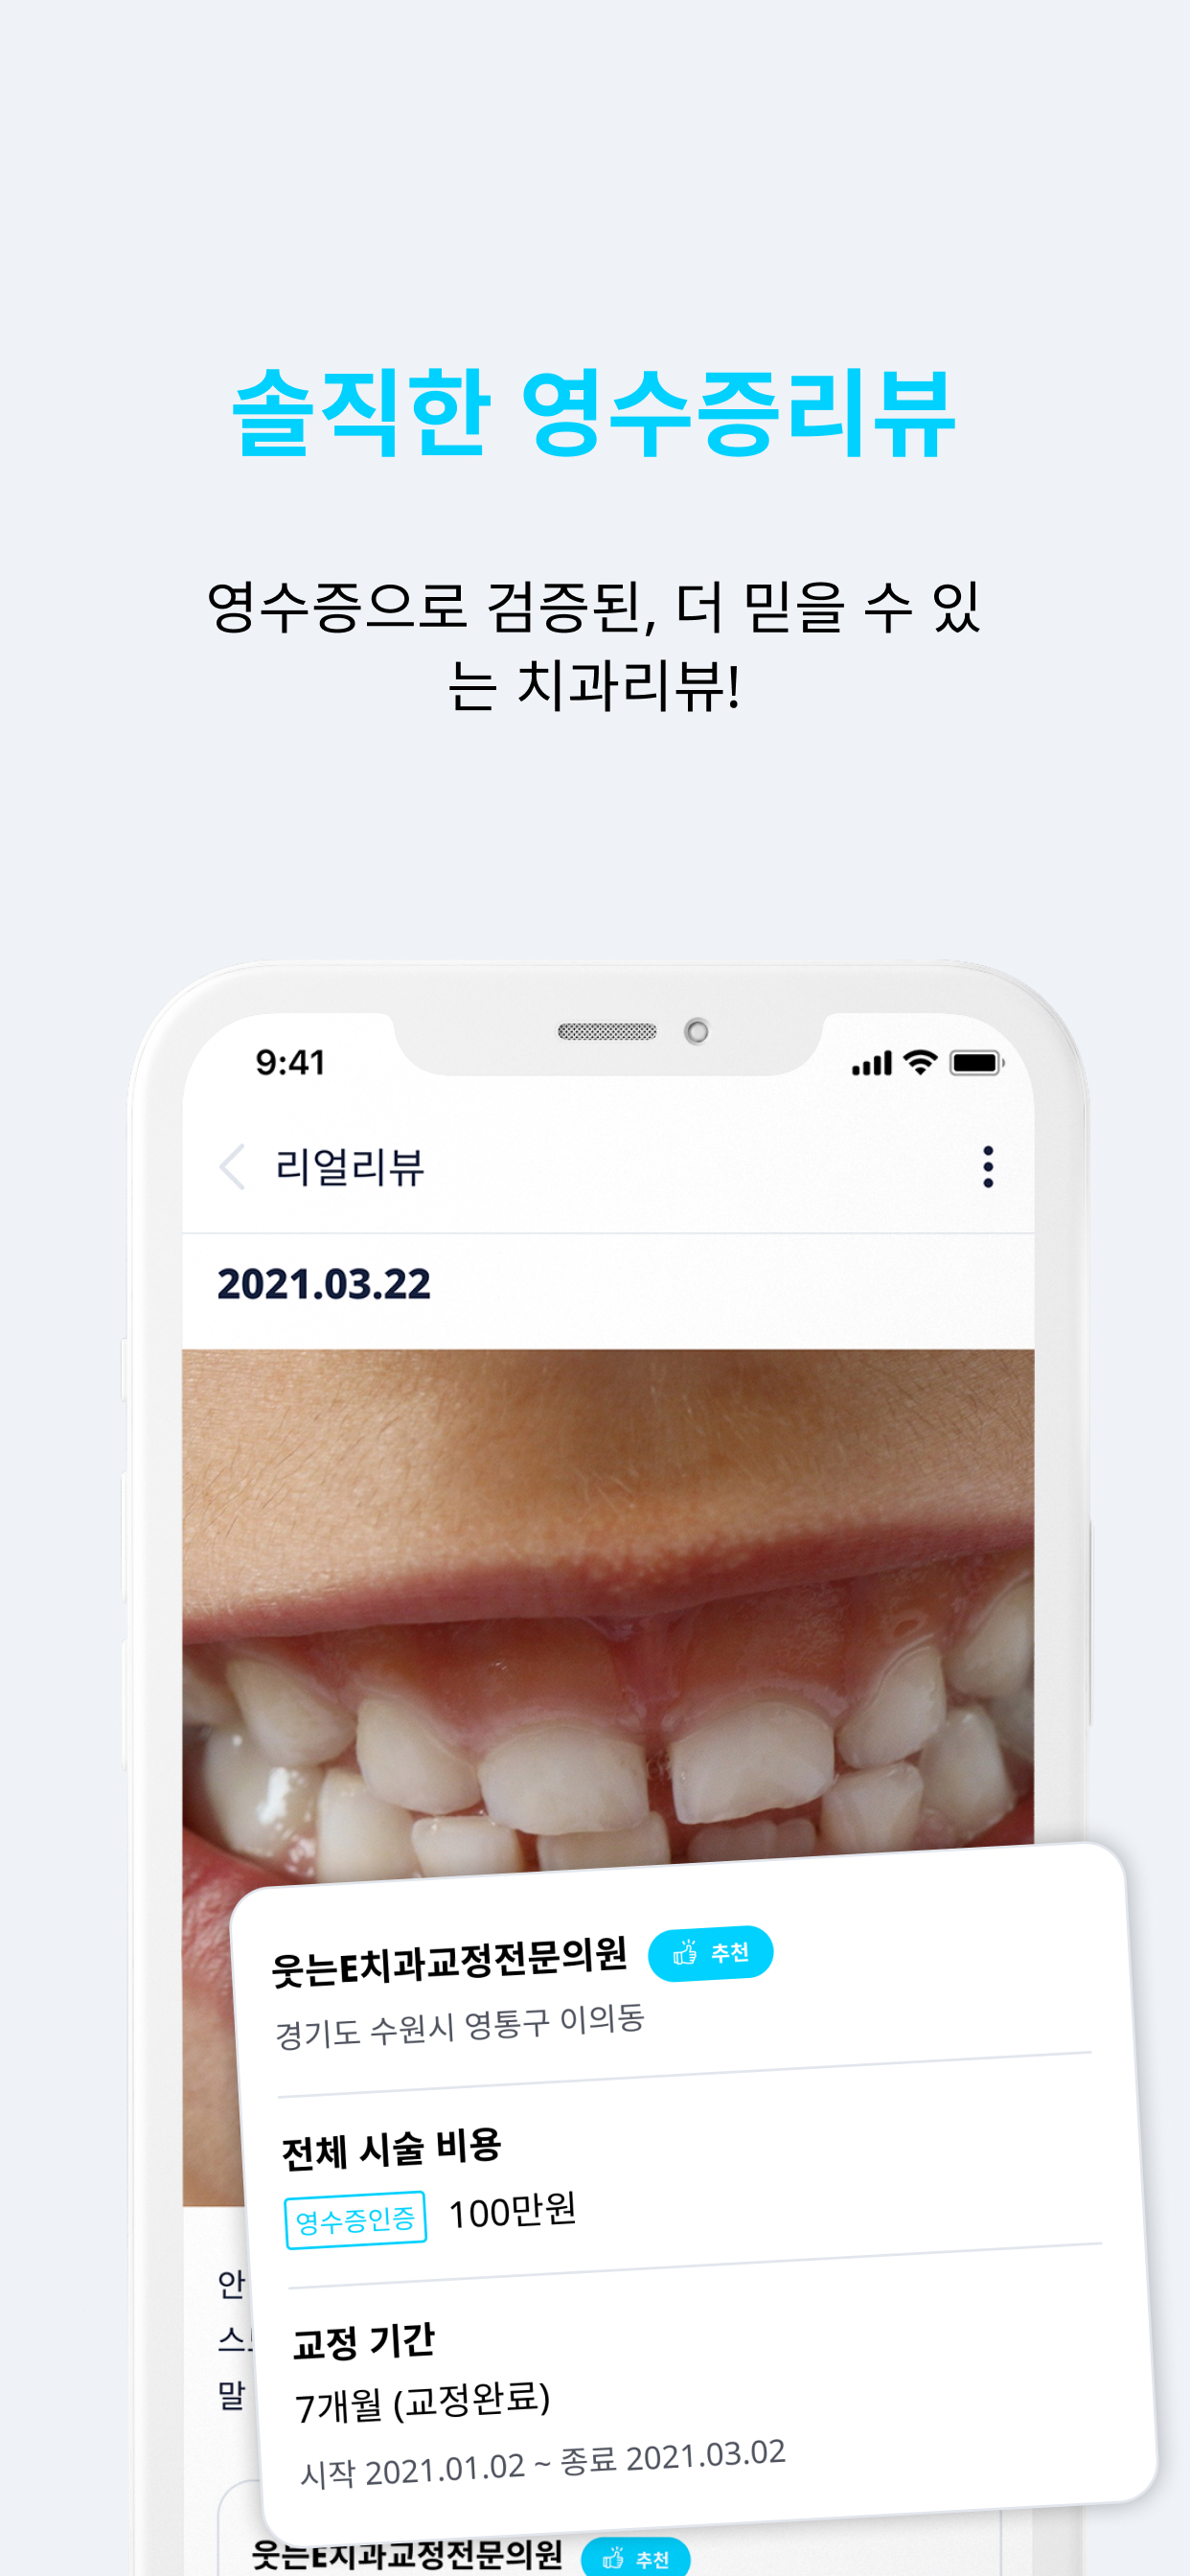 솔직한 영수증리뷰
영수증으로 검증된, 더 믿을 수 있
는 치과리뷰!
9:41
리얼리뷰
2021.03.22
웃는E치과교정전문의원 추천
경기도 수원시 영통구 이의동
전체 시술 비용
영수증인증 100만원
교정 기간
7개월 (교정완료)
시작 2021.01.02 ~ 종료 2021.03.02
안
말
웃는E치과교정전문의원 추천